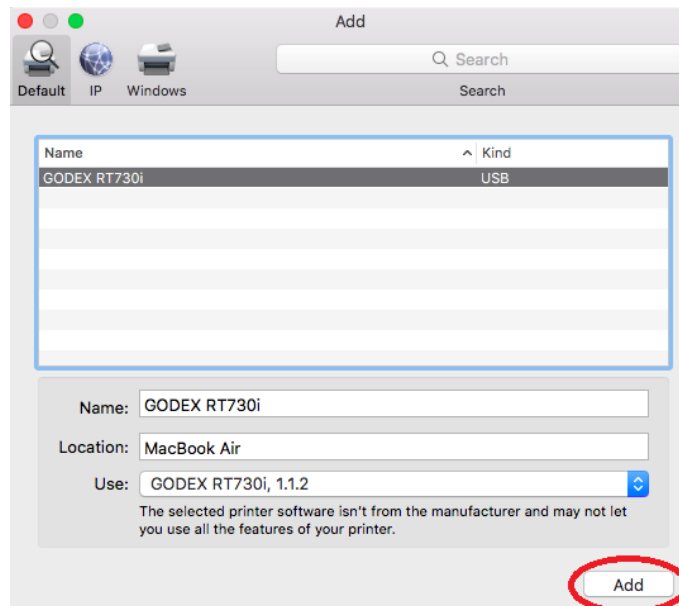 Add
Search
Default IP Windows Search
Name Kind
GODEX RT730i USB
Name: GODEX RT730i
Location: MacBook Air
Use: GODEX RT730i, 1.1.2
The selected printer software isn't from the manufacturer and may not let
you use all the features of your printer.
Add